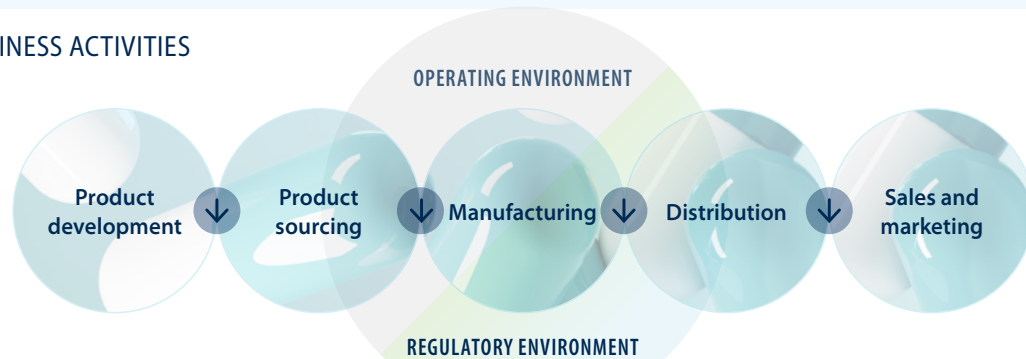 INESS ACTIVITIES
OPERATING ENVIRONMENT
Product
development
Product
sourcing
Manufacturing
Distribution
Sales and
marketing
REGULATORY ENVIRONMENT